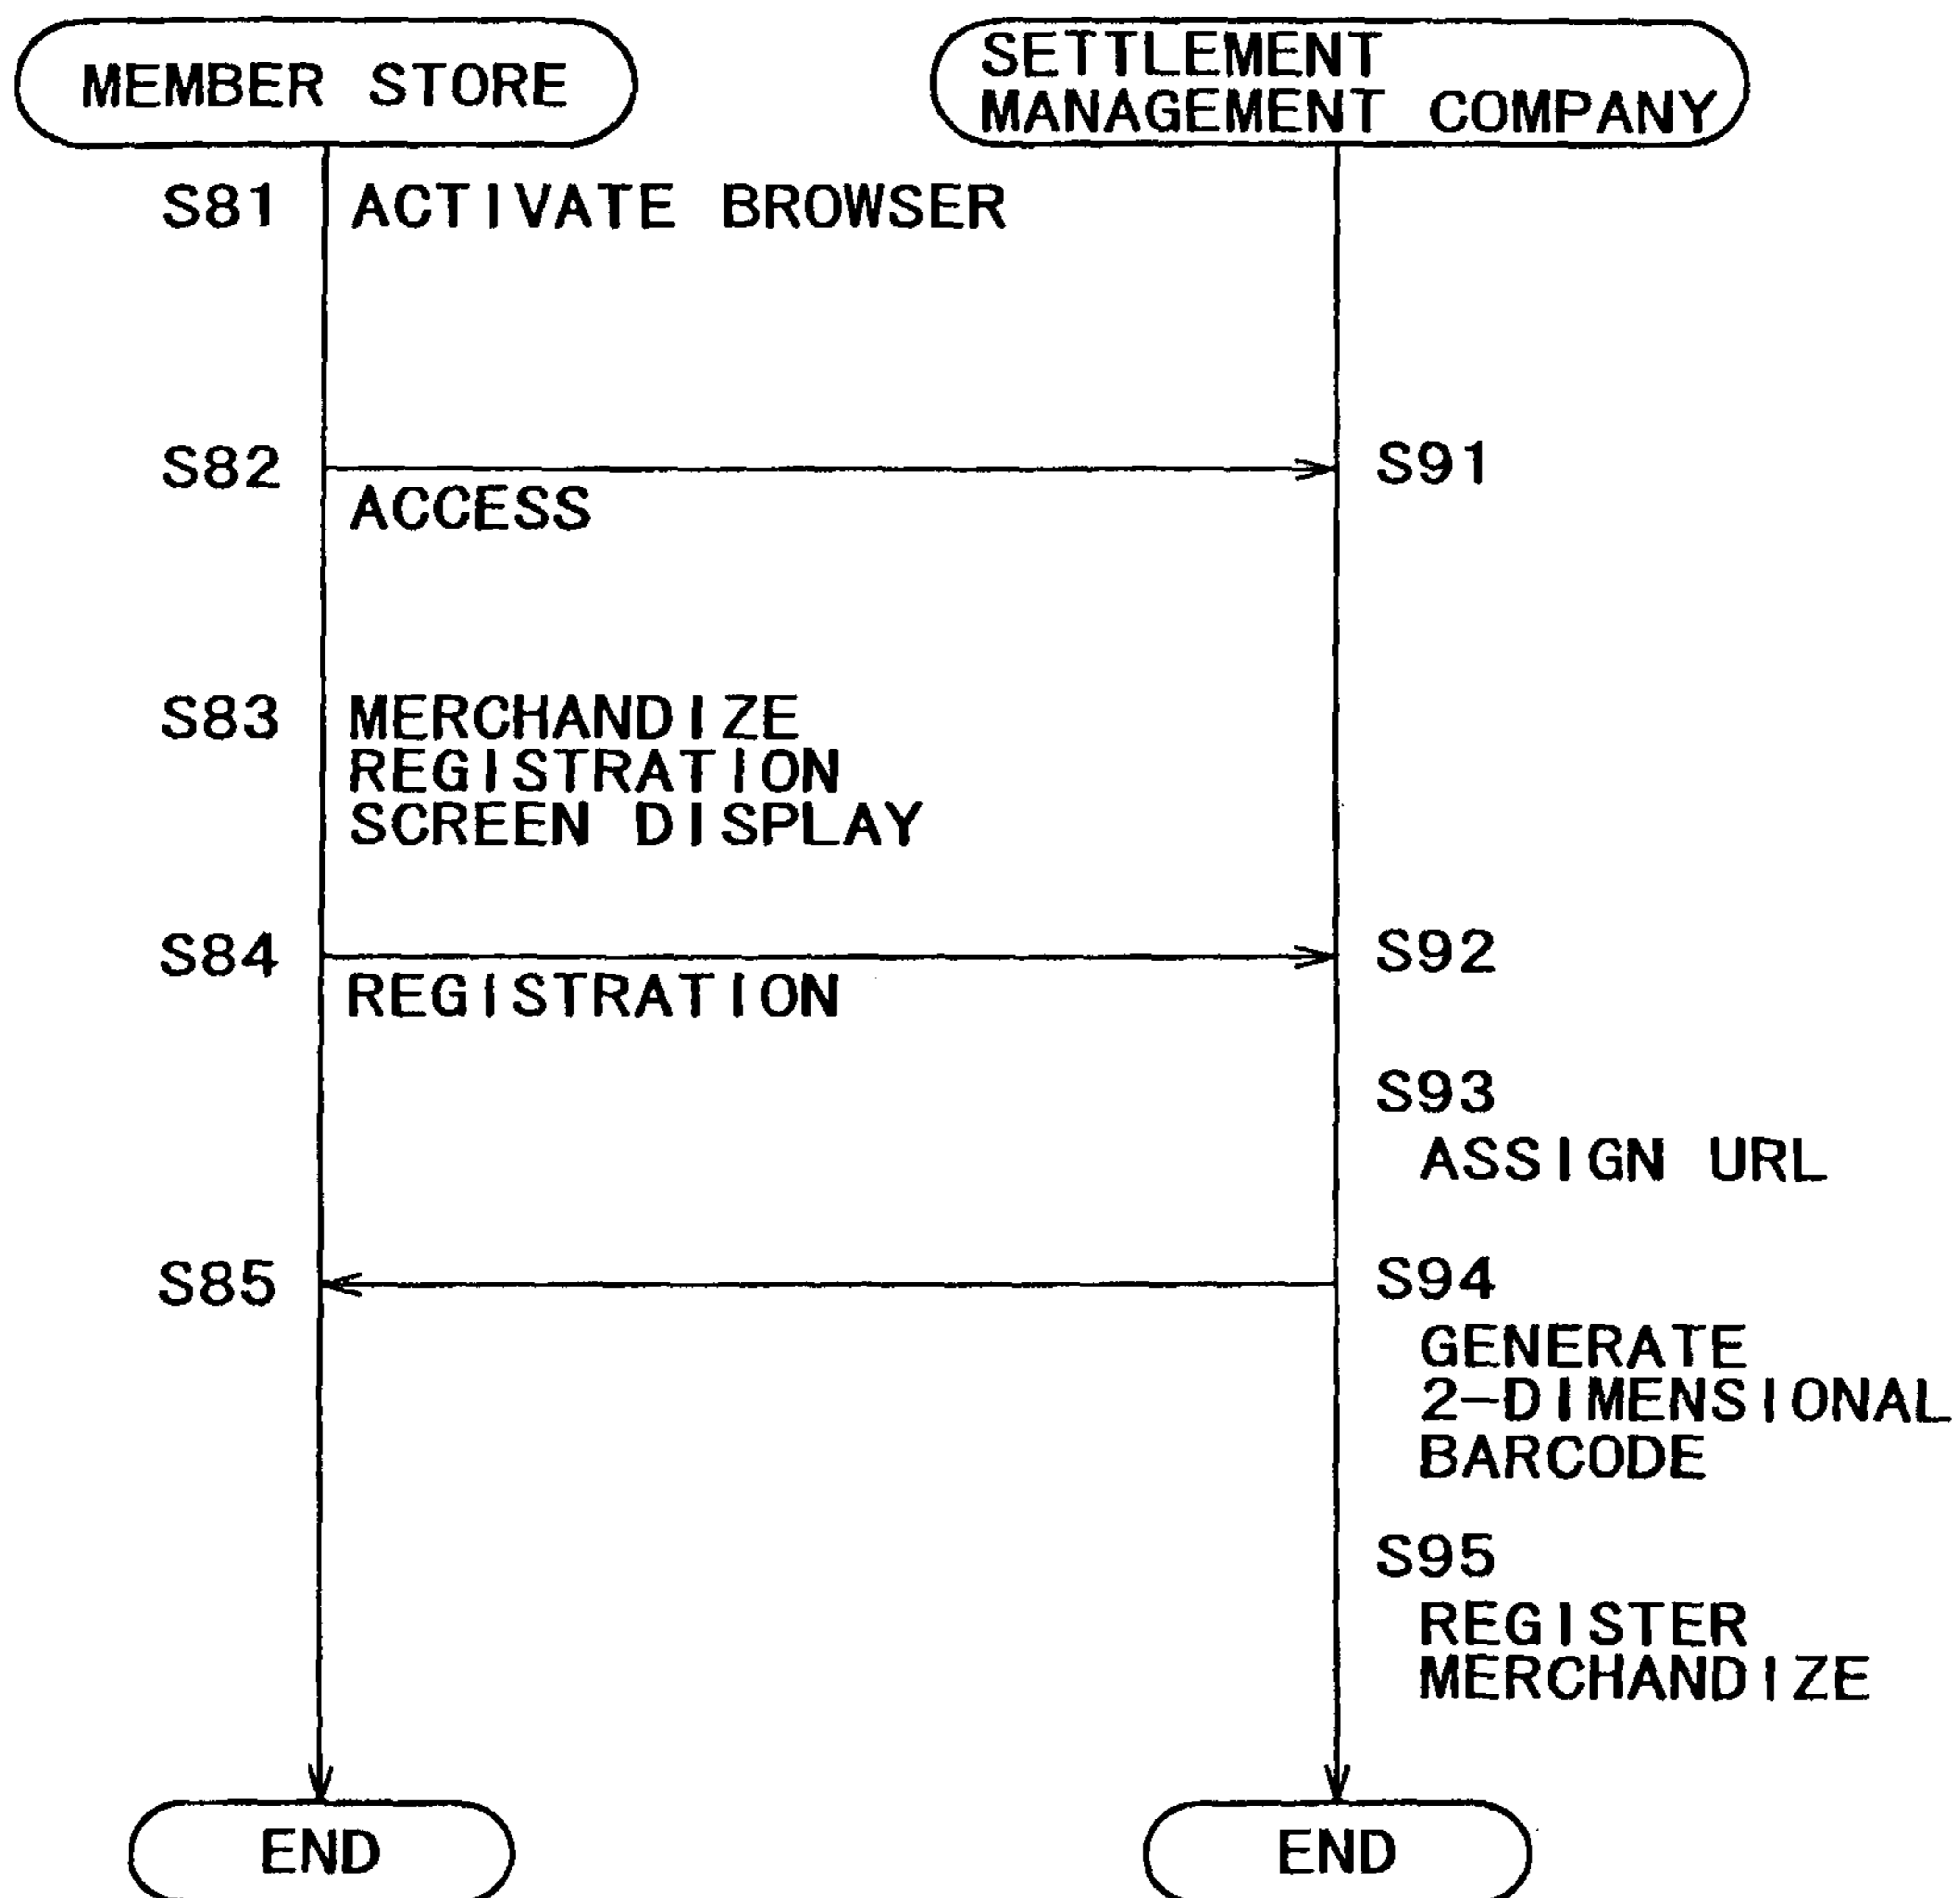 MEMBER STORE
SETTLEMENT
MANAGEMENT COMPANY
S81 ACTIVATE BROWSER
S82
ACCESS
S91
S83 MERCHANDIZE
REGISTRATION
SCREEN DISPLAY
S84
REGISTRATION
S92
S93
ASSIGN URL
S85
S94
GENERATE
2-DIMENSIONAL
BARCODE
S95
REGISTER
MERCHANDIZE
END
END